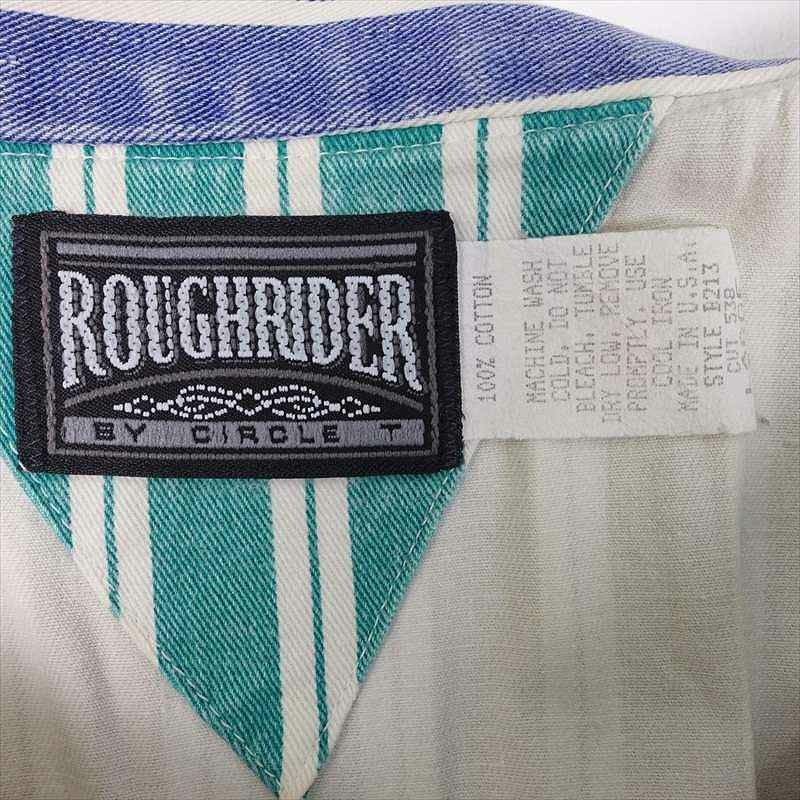 ROUGHRIDER
BY CIRCLE T
100% COTTON
MACHINE WASH
COLD. DO NOT
BLEACH. TUMBLE
DRY LOW. REMOVE
PROMPTLY. USE
COOL IRON
MADE IN U.S.A.
STYLE B213
CUT 538